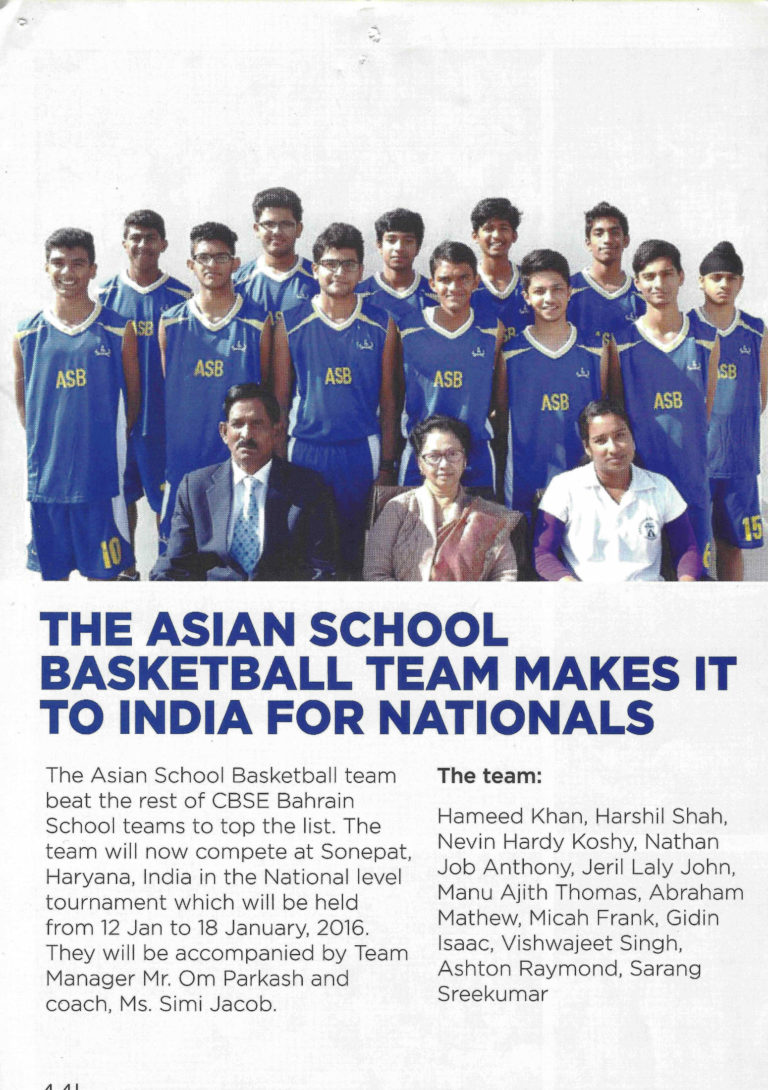 ASB
ASB
ASB
ASB
ASB
ASB
ASB
10
15
6
THE ASIAN SCHOOL
BASKETBALL TEAM MAKES IT
TO INDIA FOR NATIONALS
The Asian School Basketball team
beat the rest of CBSE Bahrain
School teams to top the list. The
team will now compete at Sonepat,
Haryana, India in the National level
tournament which will be held
from 12 Jan to 18 January, 2016.
They will be accompanied by Team
Manager Mr. Om Parkash and
coach, Ms. Simi Jacob.
The team:
Hameed Khan, Harshil Shah,
Nevin Hardy Koshy, Nathan
Job Anthony, Jeril Laly John,
Manu Ajith Thomas, Abraham
Mathew, Micah Frank, Gidin
Isaac, Vishwajeet Singh,
Ashton Raymond, Sarang
Sreekumar